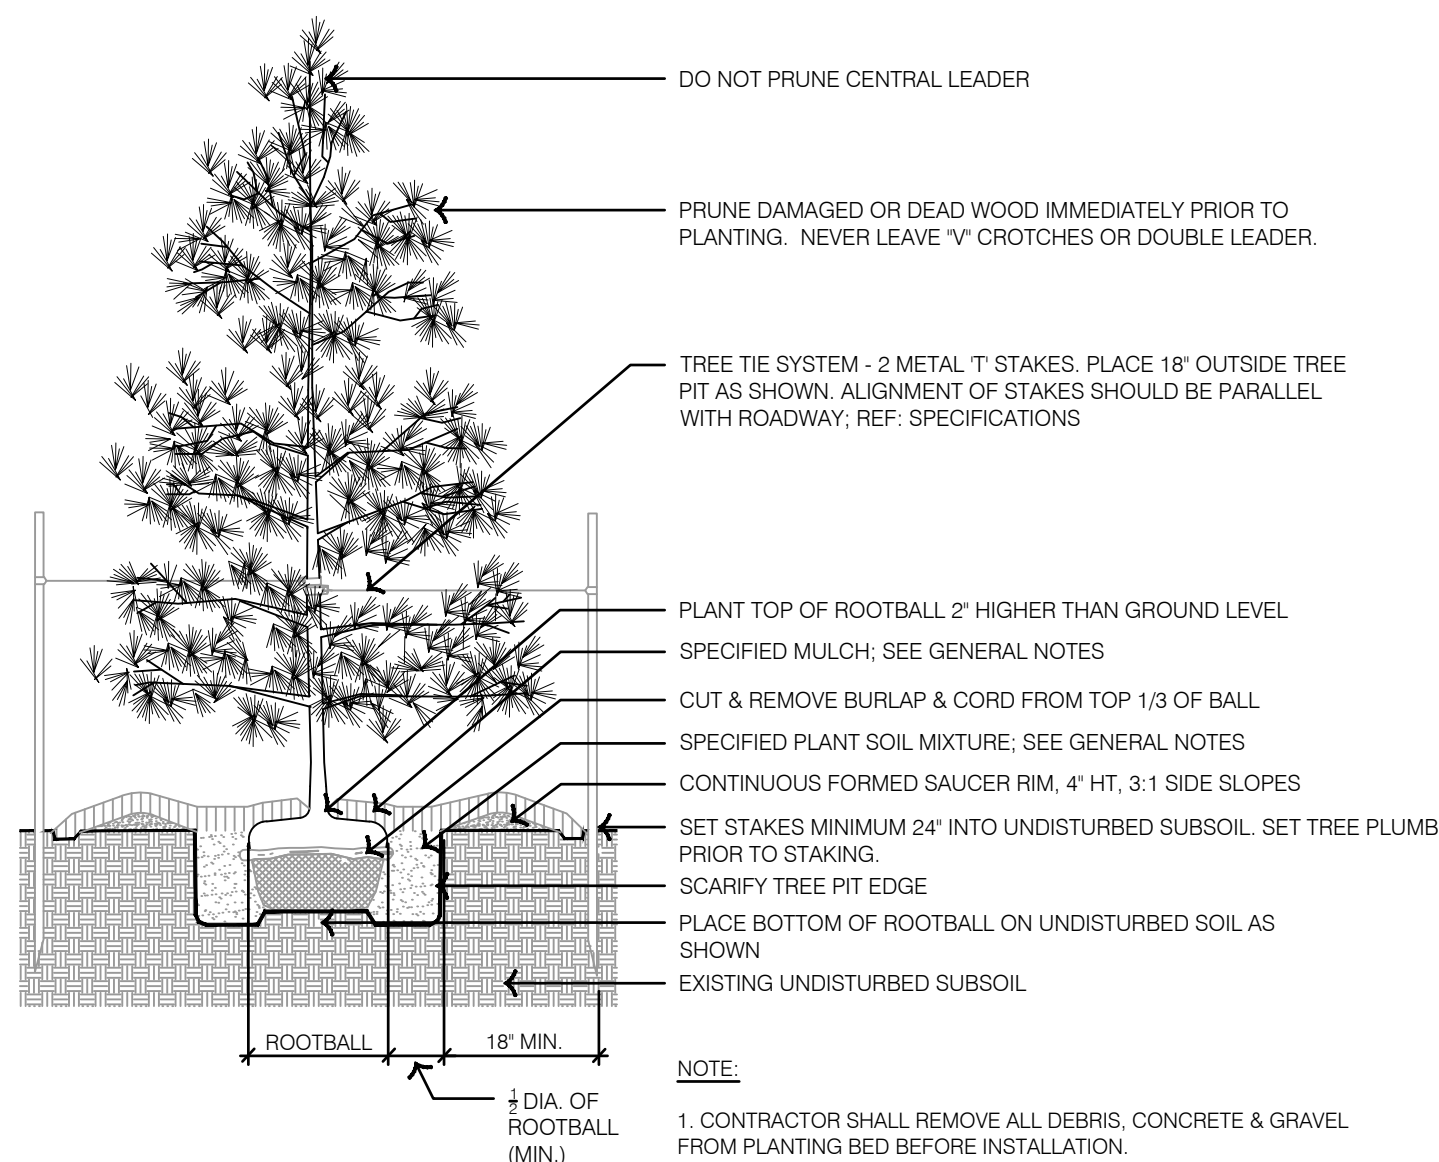 DO NOT PRUNE CENTRAL LEADER
PRUNE DAMAGED OR DEAD WOOD IMMEDIATELY PRIOR TO
PLANTING. NEVER LEAVE "V" CROTCHES OR DOUBLE LEADER.
TREE TIE SYSTEM - 2 METAL 'T' STAKES. PLACE 18" OUTSIDE TREE
PIT AS SHOWN. ALIGNMENT OF STAKES SHOULD BE PARALLEL
WITH ROADWAY; REF: SPECIFICATIONS
PLANT TOP OF ROOTBALL 2" HIGHER THAN GROUND LEVEL
SPECIFIED MULCH; SEE GENERAL NOTES
CUT & REMOVE BURLAP & CORD FROM TOP 1/3 OF BALL
SPECIFIED PLANT SOIL MIXTURE; SEE GENERAL NOTES
CONTINUOUS FORMED SAUCER RIM, 4" HT, 3:1 SIDE SLOPES
SET STAKES MINIMUM 24" INTO UNDISTURBED SUBSOIL. SET TREE PLUMB
PRIOR TO STAKING.
SCARIFY TREE PIT EDGE
PLACE BOTTOM OF ROOTBALL ON UNDISTURBED SOIL AS
SHOWN
EXISTING UNDISTURBED SUBSOIL
ROOTBALL
18" MIN.
½ DIA. OF
ROOTBALL
(MIN.)
NOTE:
1. CONTRACTOR SHALL REMOVE ALL DEBRIS, CONCRETE & GRAVEL
FROM PLANTING BED BEFORE INSTALLATION.